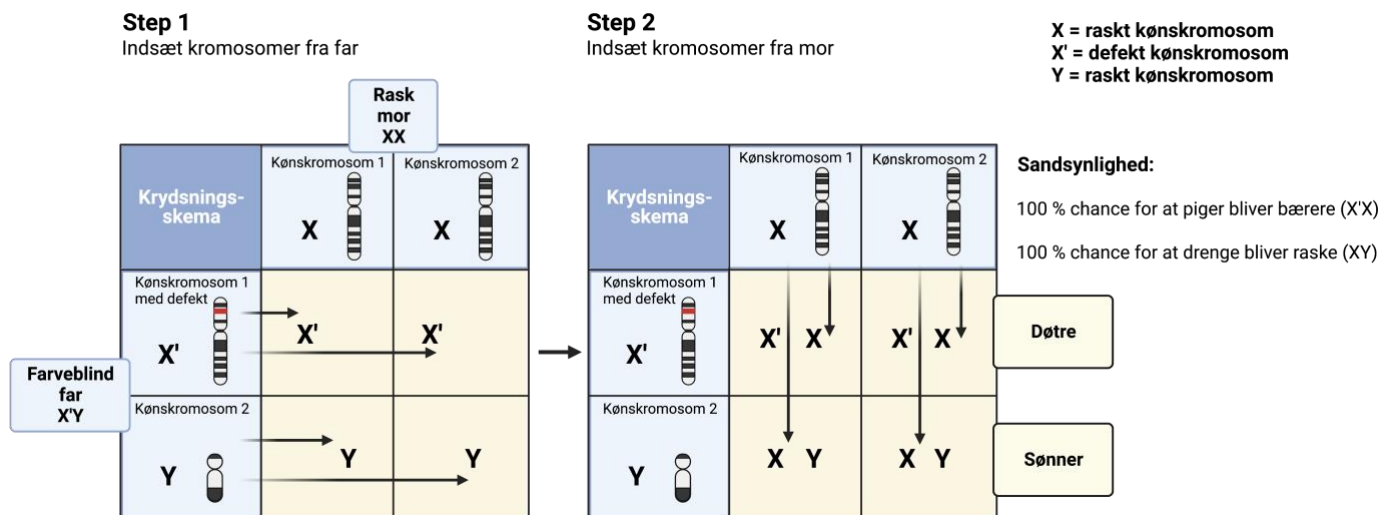 Step 1
Indsæt kromosomer fra far
Rask
mor
XX
Krydsnings-
skema
Kønskromosom 1
X
Kønskromosom 2
X
Kønskromosom 1
med defekt
X'
X'
X'
Farveblind
far
X'Y
Kønskromosom 2
Y
Y
Y
Step 2
Indsæt kromosomer fra mor
Krydsnings-
skema
Kønskromosom 1
X
Kønskromosom 2
X
Kønskromosom 1
med defekt
X'
X' X
X' X
Døtre
Kønskromosom 2
Y
X Y
X Y
Sønner
X = raskt kønskromosom
X' = defekt kønskromosom
Y = raskt kønskromosom
Sandsynlighed:
100 % chance for at piger bliver bærere (X'X)
100 % chance for at drenge bliver raske (XY)